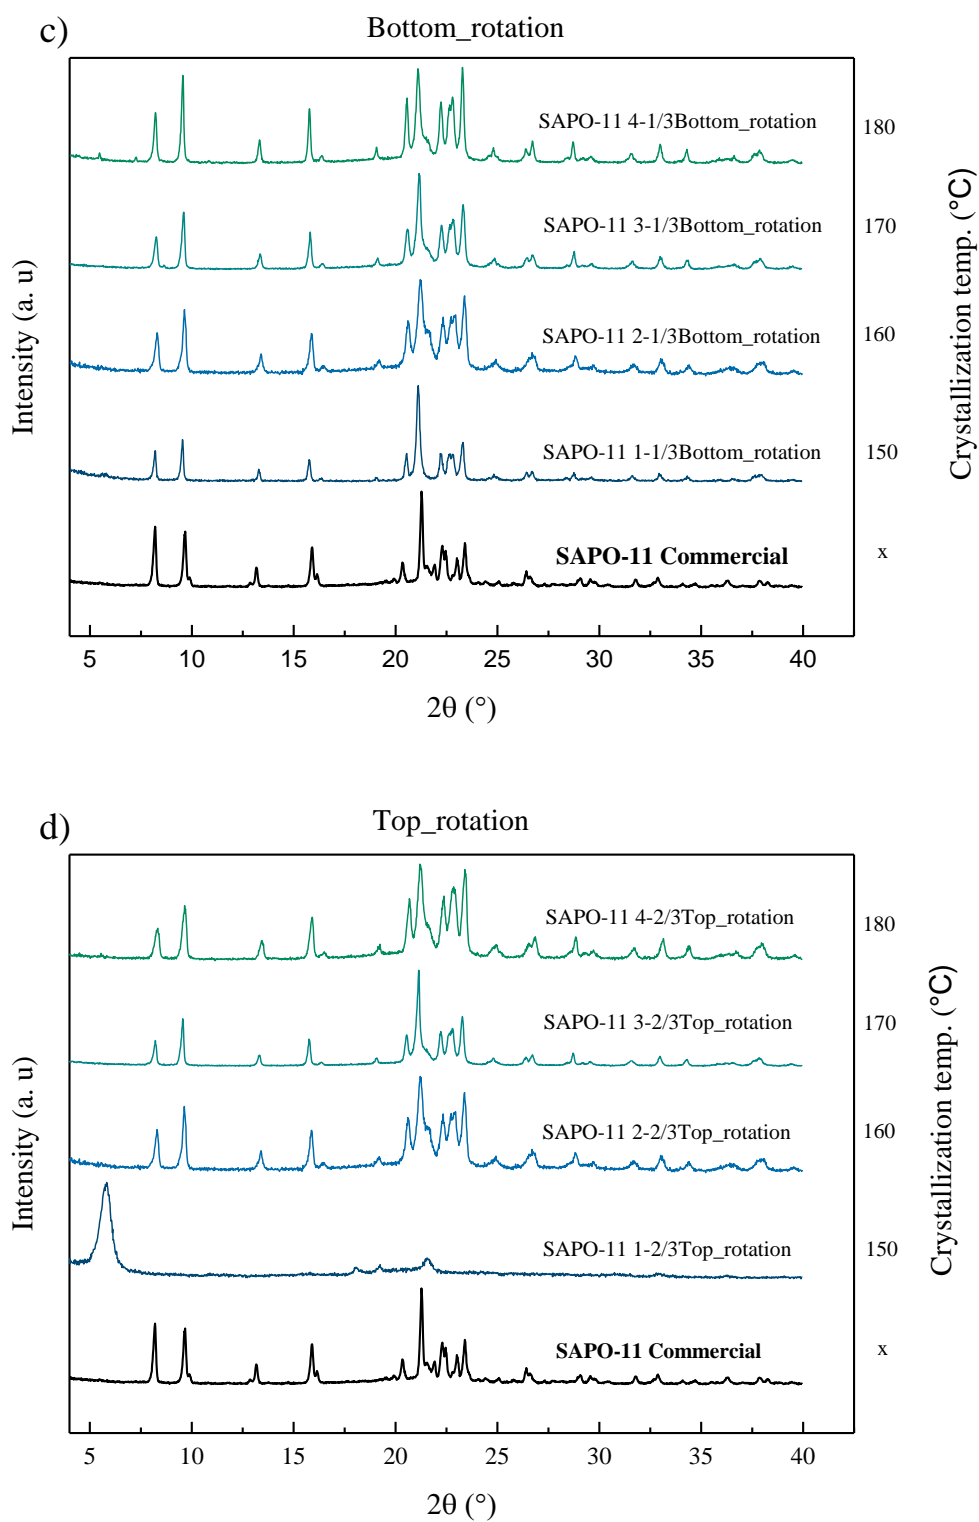 c)
Bottom_rotation
SAPO-11 4-1/3Bottom_rotation
180
SAPO-11 3-1/3Bottom_rotation
170
SAPO-11 2-1/3Bottom_rotation
160
SAPO-11 1-1/3Bottom_rotation
150
SAPO-11 Commercial
x
Intensity (a. u)
Crystallization temp. (°C)
5 10 15 20 25 30 35 40
2θ (°)
d)
Top_rotation
SAPO-11 4-2/3Top_rotation
180
SAPO-11 3-2/3Top_rotation
170
SAPO-11 2-2/3Top_rotation
160
SAPO-11 1-2/3Top_rotation
150
SAPO-11 Commercial
x
Intensity (a. u)
Crystallization temp. (°C)
5 10 15 20 25 30 35 40
2θ (°)